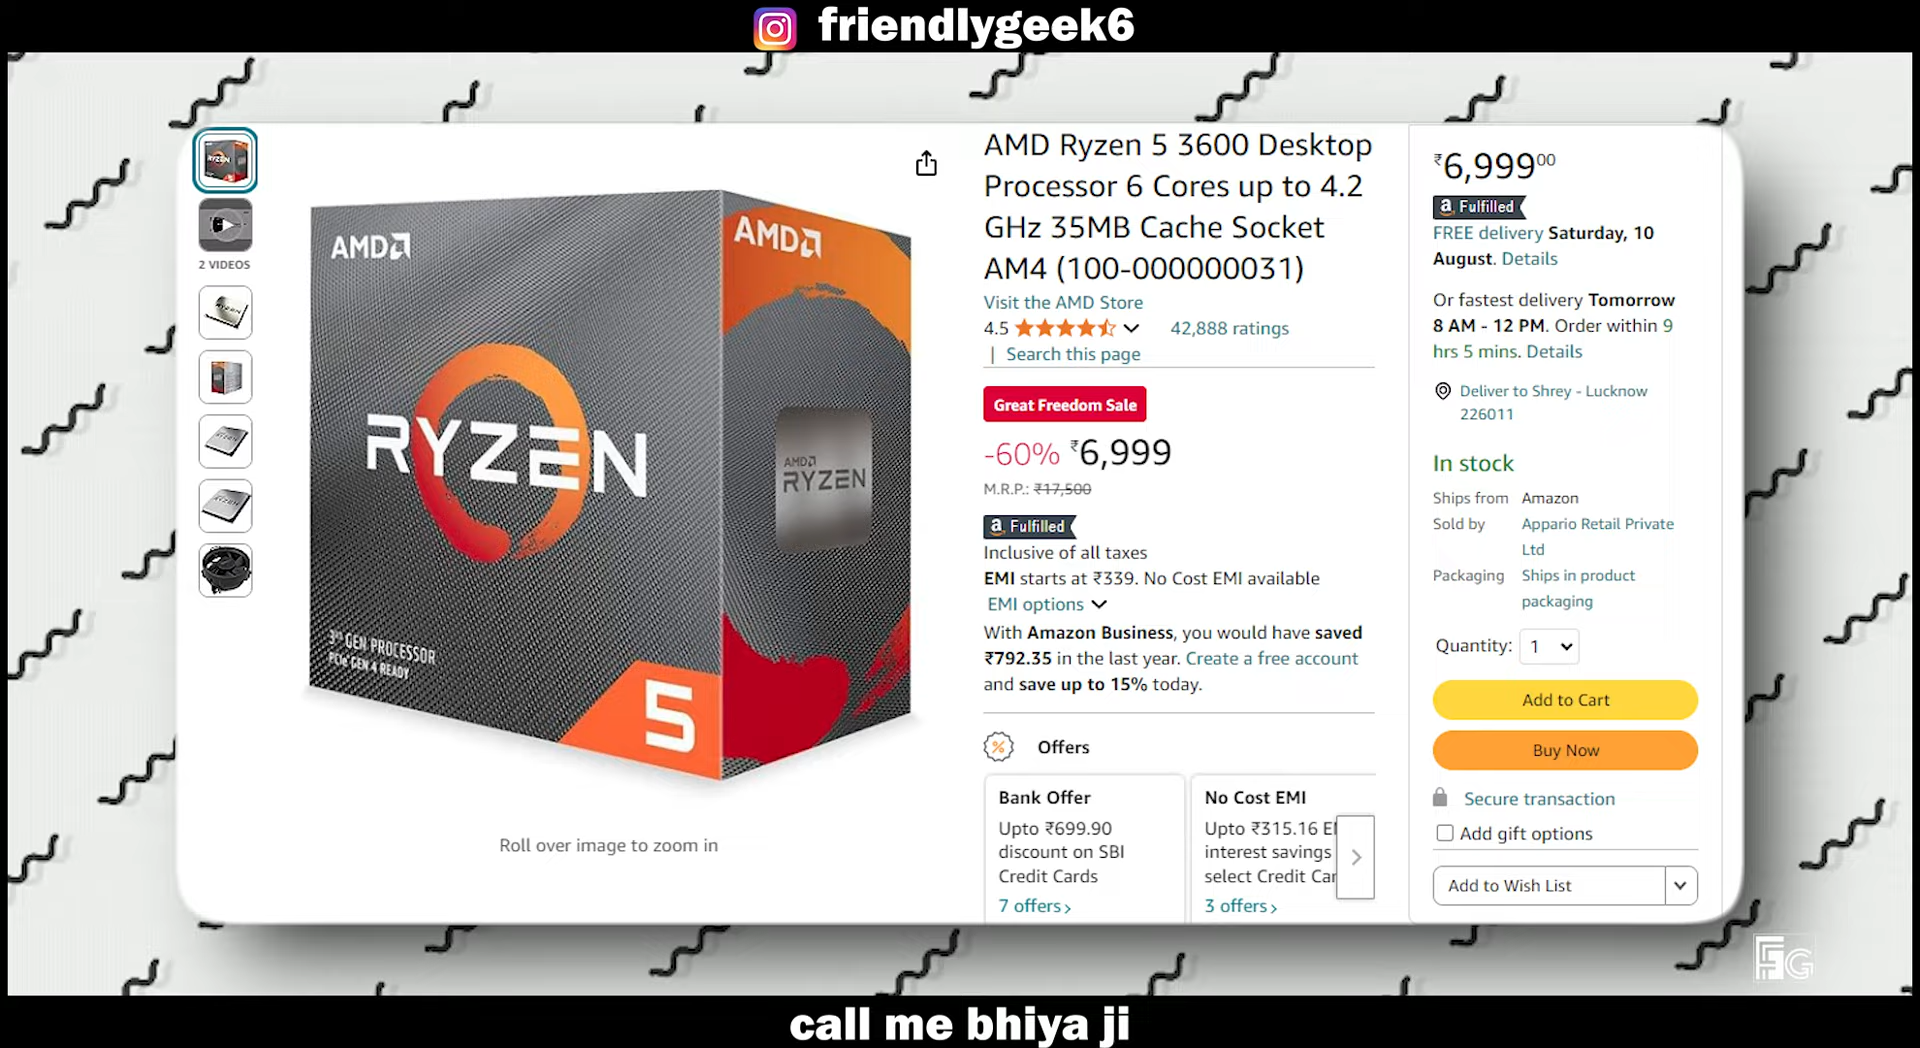 friendlygeek6
2 VIDEOS
AMD
AMD
RYZEN
AMD
RYZEN
3rd GEN PROCESSOR
PCIe GEN 4 READY
5
Roll over image to zoom in
AMD Ryzen 5 3600 Desktop
Processor 6 Cores up to 4.2
GHz 35MB Cache Socket
AM4 (100-000000031)
Visit the AMD Store
4.5 42,888 ratings
| Search this page
Great Freedom Sale
-60% ₹6,999
M.R.P.: ₹17,500
a Fulfilled
Inclusive of all taxes
EMI starts at ₹339. No Cost EMI available
EMI options
With Amazon Business, you would have saved
₹792.35 in the last year. Create a free account
and save up to 15% today.
% Offers
Bank Offer
Upto ₹699.90
discount on SBI
Credit Cards
7 offers›
No Cost EMI
Upto ₹315.16 EI
interest savings
select Credit Car
3 offers›
₹6,99900
a Fulfilled
FREE delivery Saturday, 10
August. Details
Or fastest delivery Tomorrow
8 AM - 12 PM. Order within 9
hrs 5 mins. Details
Deliver to Shrey - Lucknow
226011
In stock
Ships from Amazon
Sold by Appario Retail Private
Ltd
Packaging Ships in product
packaging
Quantity: 1
Add to Cart
Buy Now
Secure transaction
Add gift options
Add to Wish List
FG
call me bhiya ji